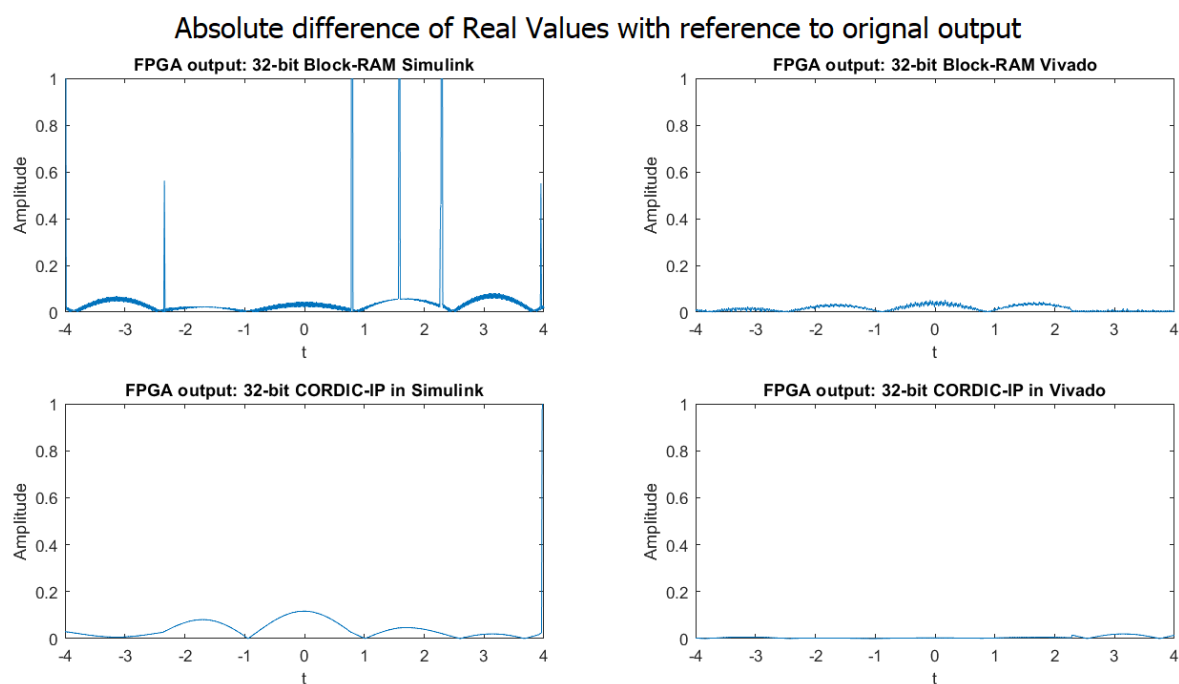 Absolute difference of Real Values with reference to orignal output
FPGA output: 32-bit Block-RAM Simulink
1
0.8
0.6
0.4
0.2
0
Amplitude
-4 -3 -2 -1 0 1 2 3 4
t
FPGA output: 32-bit Block-RAM Vivado
1
0.8
0.6
0.4
0.2
0
Amplitude
-4 -3 -2 -1 0 1 2 3 4
t
FPGA output: 32-bit CORDIC-IP in Simulink
1
0.8
0.6
0.4
0.2
0
Amplitude
-4 -3 -2 -1 0 1 2 3 4
t
FPGA output: 32-bit CORDIC-IP in Vivado
1
0.8
0.6
0.4
0.2
0
Amplitude
-4 -3 -2 -1 0 1 2 3 4
t